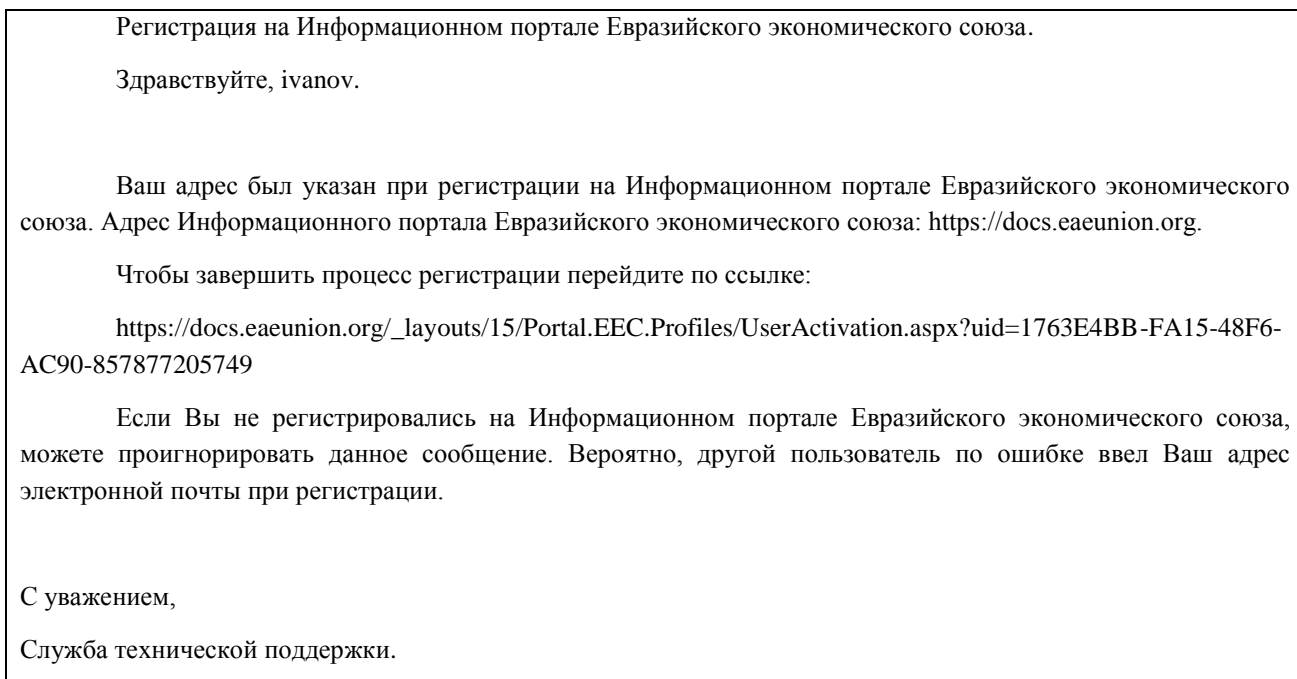 Регистрация на Информационном портале Евразийского экономического союза.
Здравствуйте, ivanov.
Ваш адрес был указан при регистрации на Информационном портале Евразийского экономического
союза. Адрес Информационного портала Евразийского экономического союза: https://docs.eaeunion.org.
Чтобы завершить процесс регистрации перейдите по ссылке:
https://docs.eaeunion.org/_layouts/15/Portal.EEC.Profiles/UserActivation.aspx?uid=1763E4BB-FA15-48F6-
AC90-857877205749
Если Вы не регистрировались на Информационном портале Евразийского экономического союза,
можете проигнорировать данное сообщение. Вероятно, другой пользователь по ошибке ввел Ваш адрес
электронной почты при регистрации.
С уважением,
Служба технической поддержки.